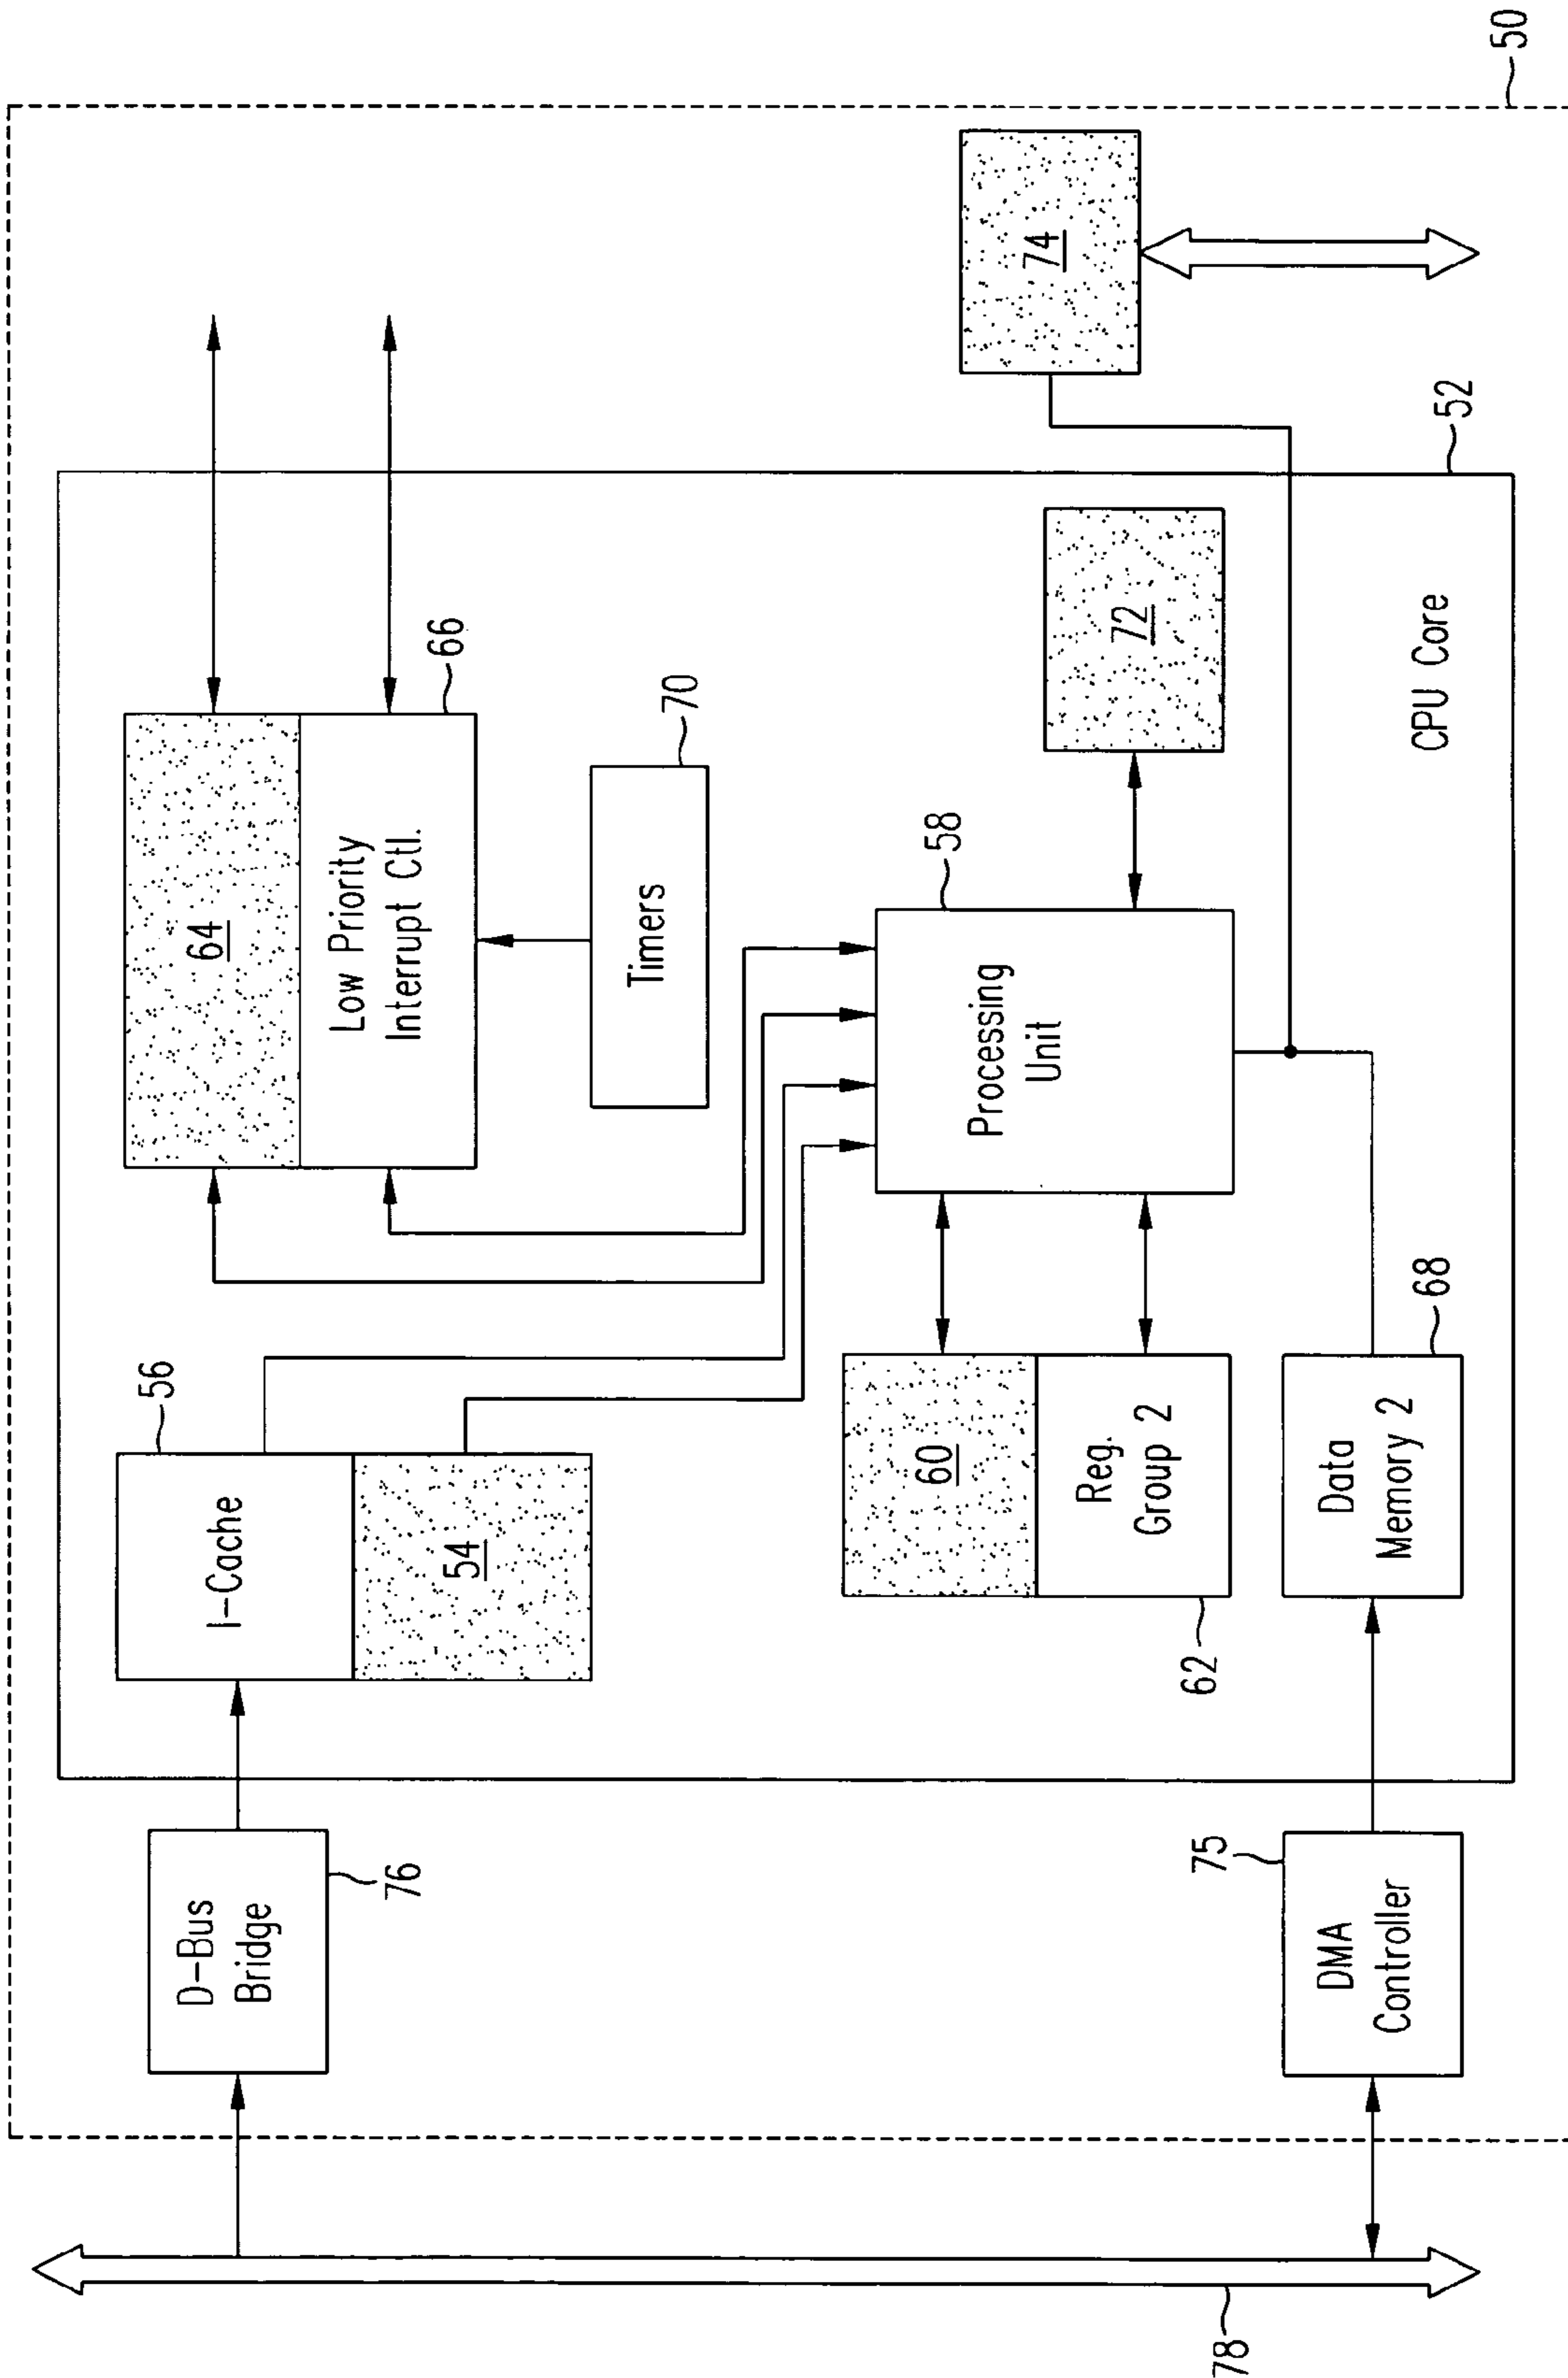 50
52
56
I-Cache
54
64
66
Low Priority
Interrupt Ctl.
70
Timers
76
D-Bus
Bridge
58
Processing
Unit
60
62
Reg.
Group 2
72
74
75
DMA
Controller
68
Data
Memory 2
CPU Core
78